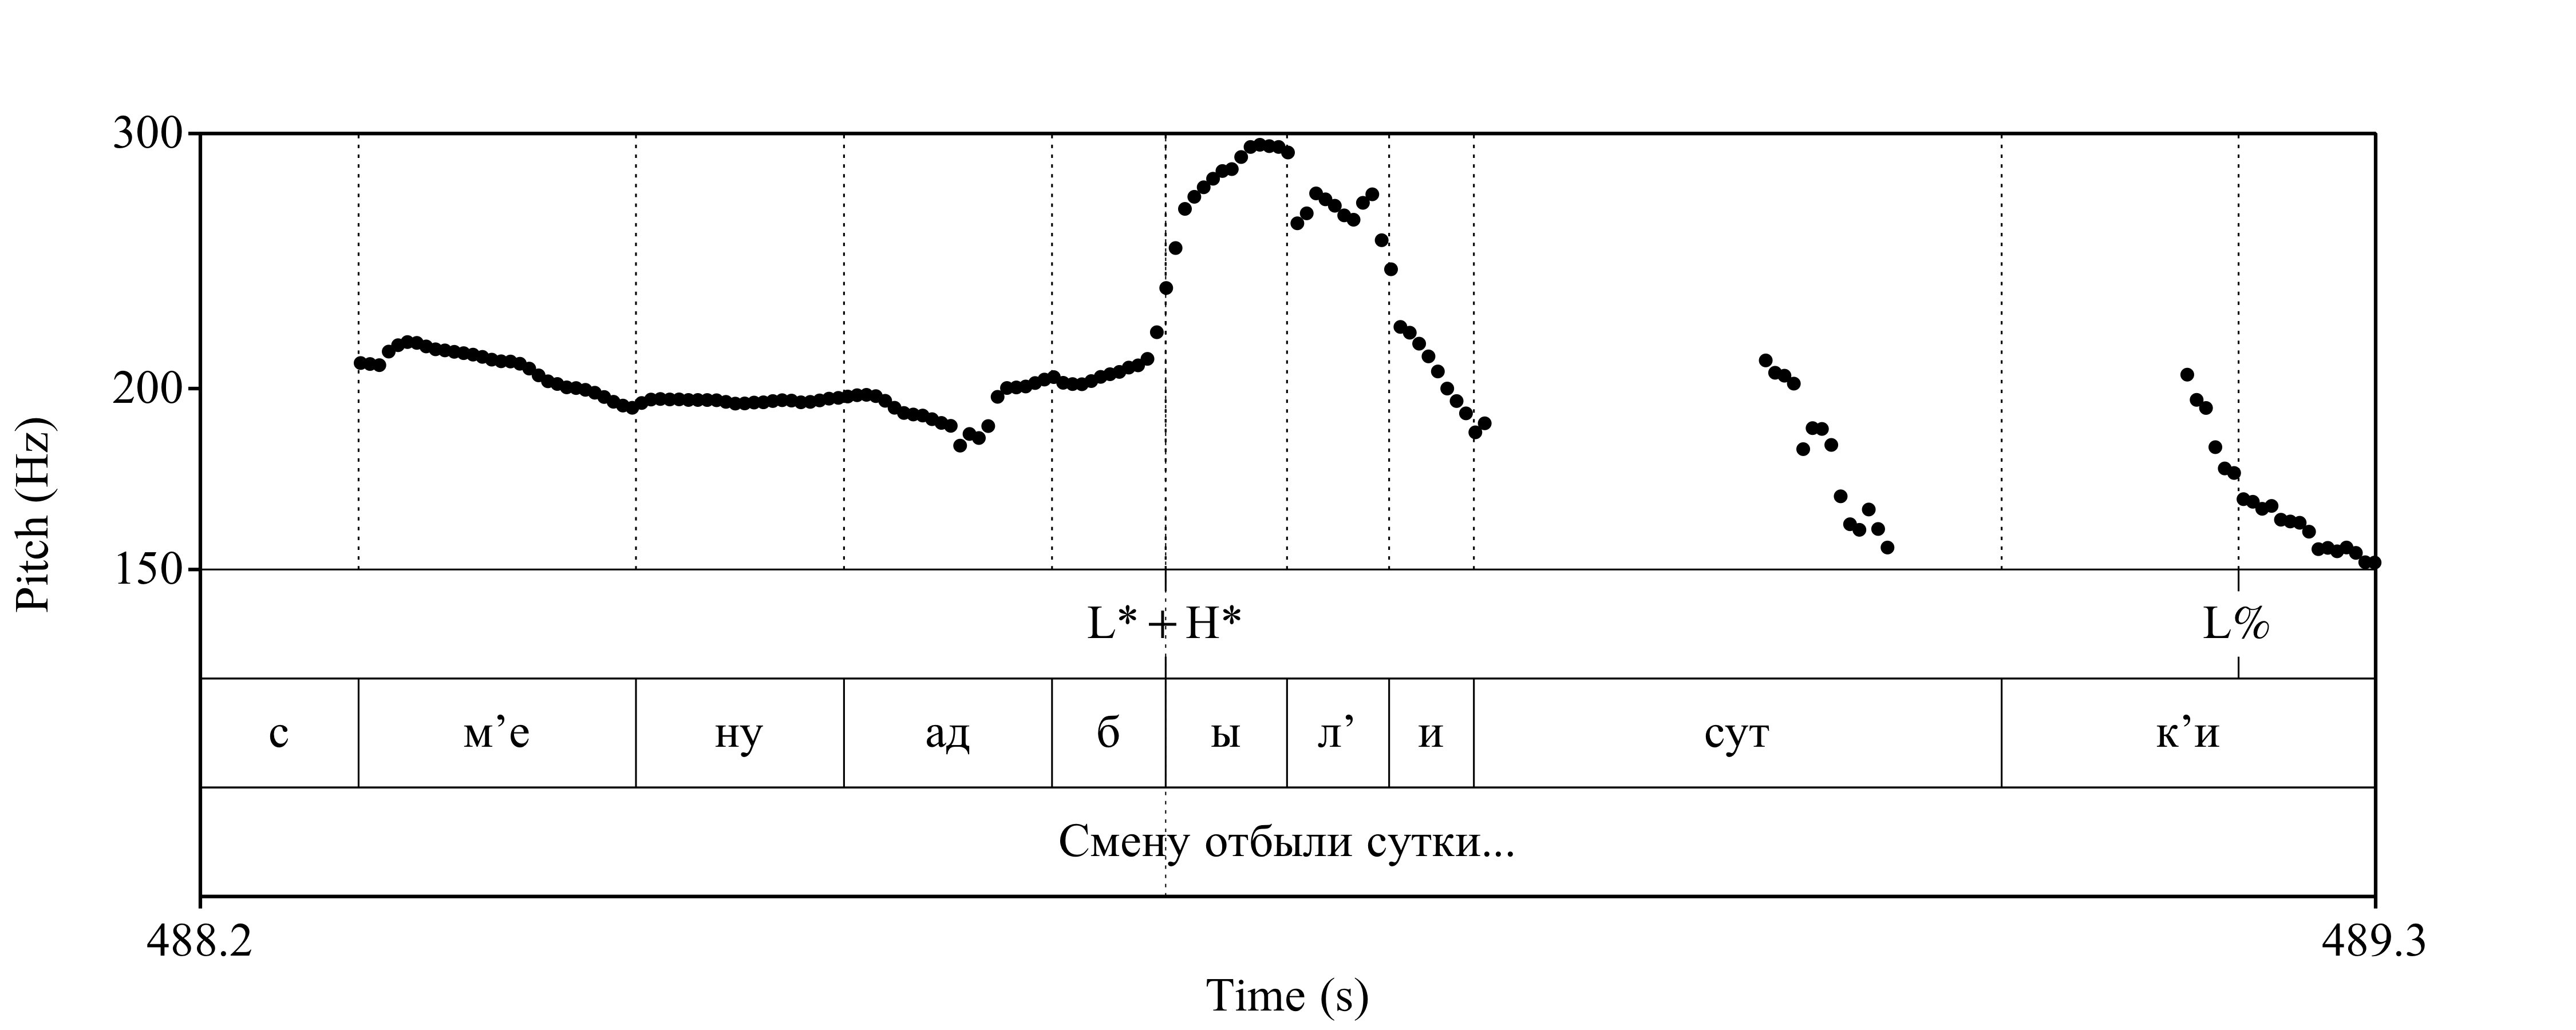 300
200
150
Pitch (Hz)
L*+H* L%
с м’е ну ад б ы л’ и сут к’и
Смену отбыли сутки...
488.2 489.3
Time (s)